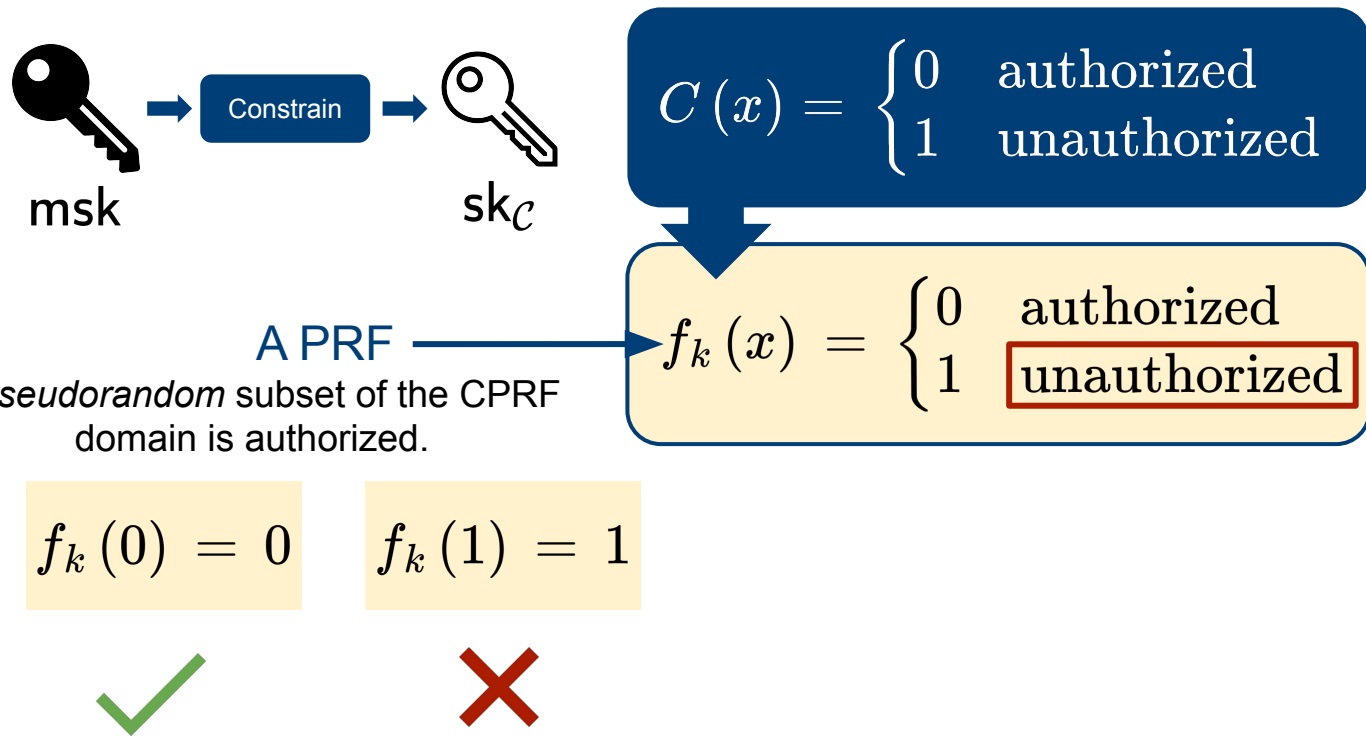 Constrain
msk
sk_C
C (x) = { 0 authorized
1 unauthorized
A PRF
seudorandom subset of the CPRF
domain is authorized.
f_k (x) = { 0 authorized
1 unauthorized
f_k (0) = 0
f_k (1) = 1